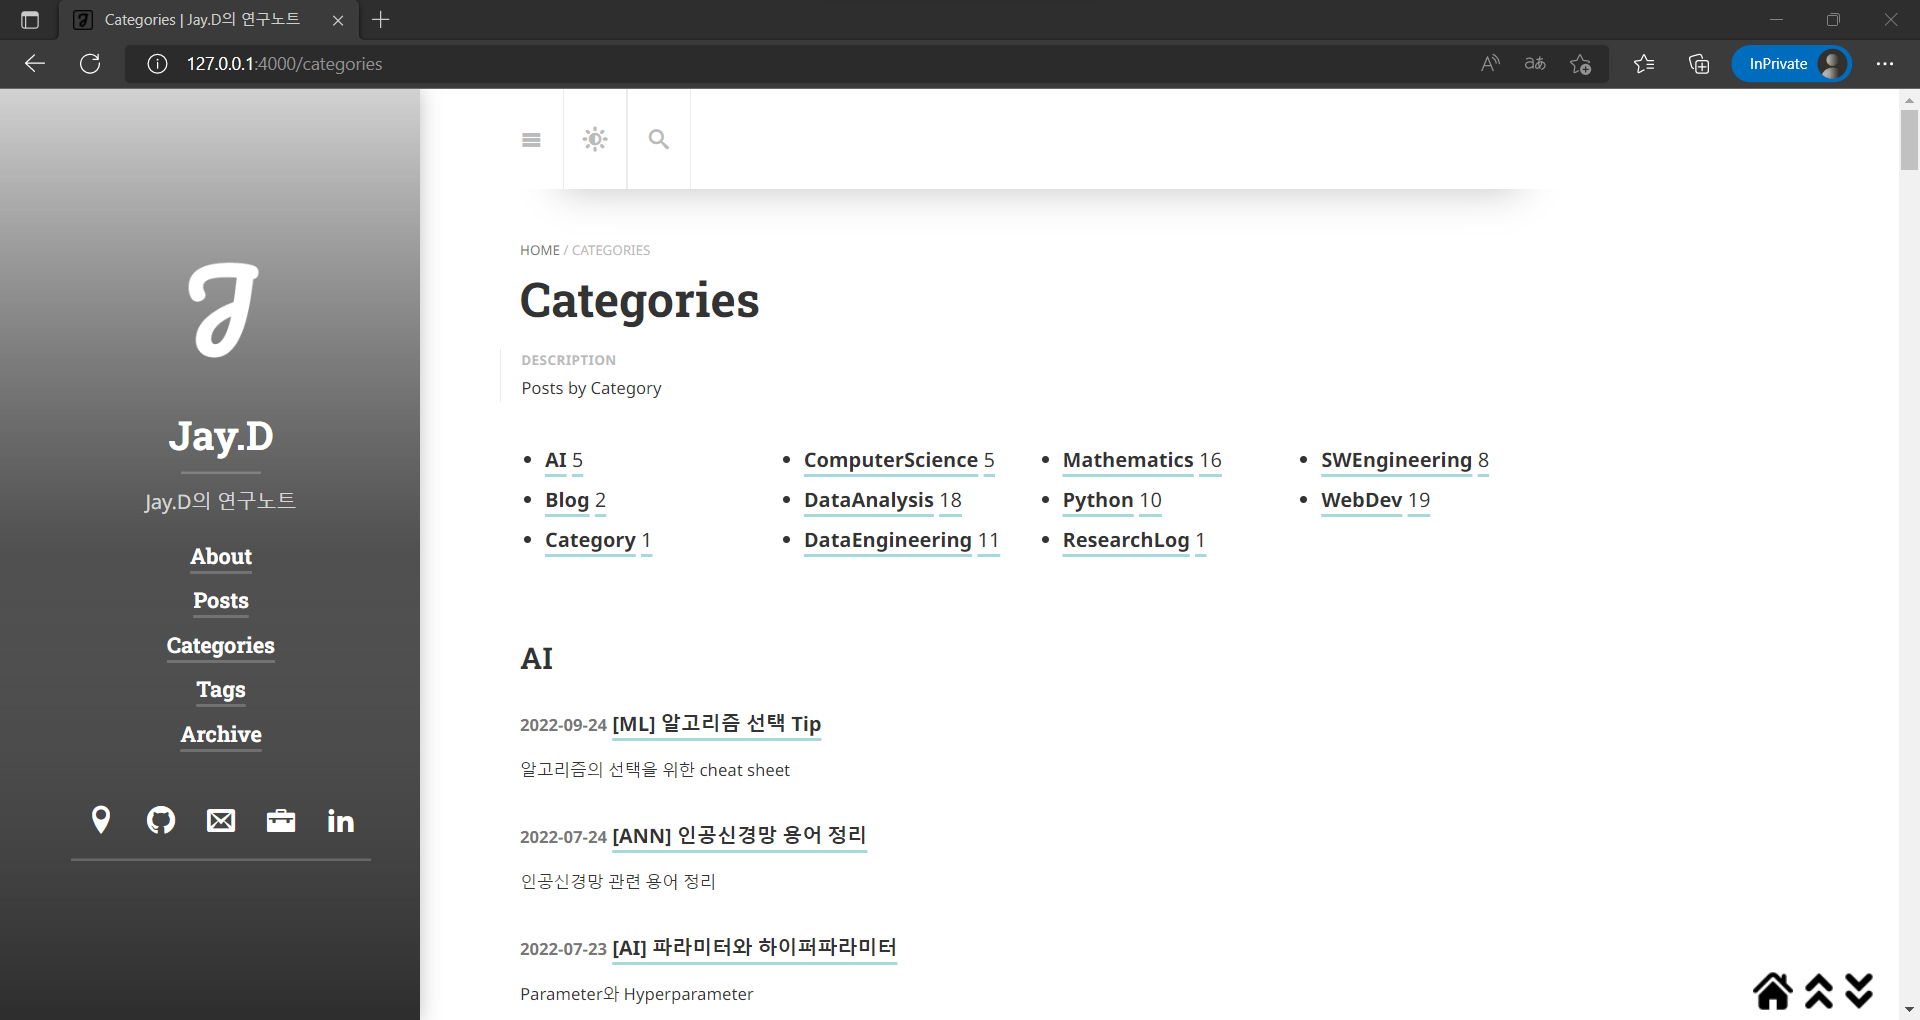 Categories | Jay.D의 연구노트
127.0.0.1:4000/categories
InPrivate
Jay.D
Jay.D의 연구노트
About
Posts
Categories
Tags
Archive
HOME / CATEGORIES
Categories
DESCRIPTION
Posts by Category
AI 5
Blog 2
Category 1
ComputerScience 5
DataAnalysis 18
DataEngineering 11
Mathematics 16
Python 10
ResearchLog 1
SWEngineering 8
WebDev 19
AI
2022-09-24 [ML] 알고리즘 선택 Tip
알고리즘의 선택을 위한 cheat sheet
2022-07-24 [ANN] 인공신경망 용어 정리
인공신경망 관련 용어 정리
2022-07-23 [AI] 파라미터와 하이퍼파라미터
Parameter와 Hyperparameter